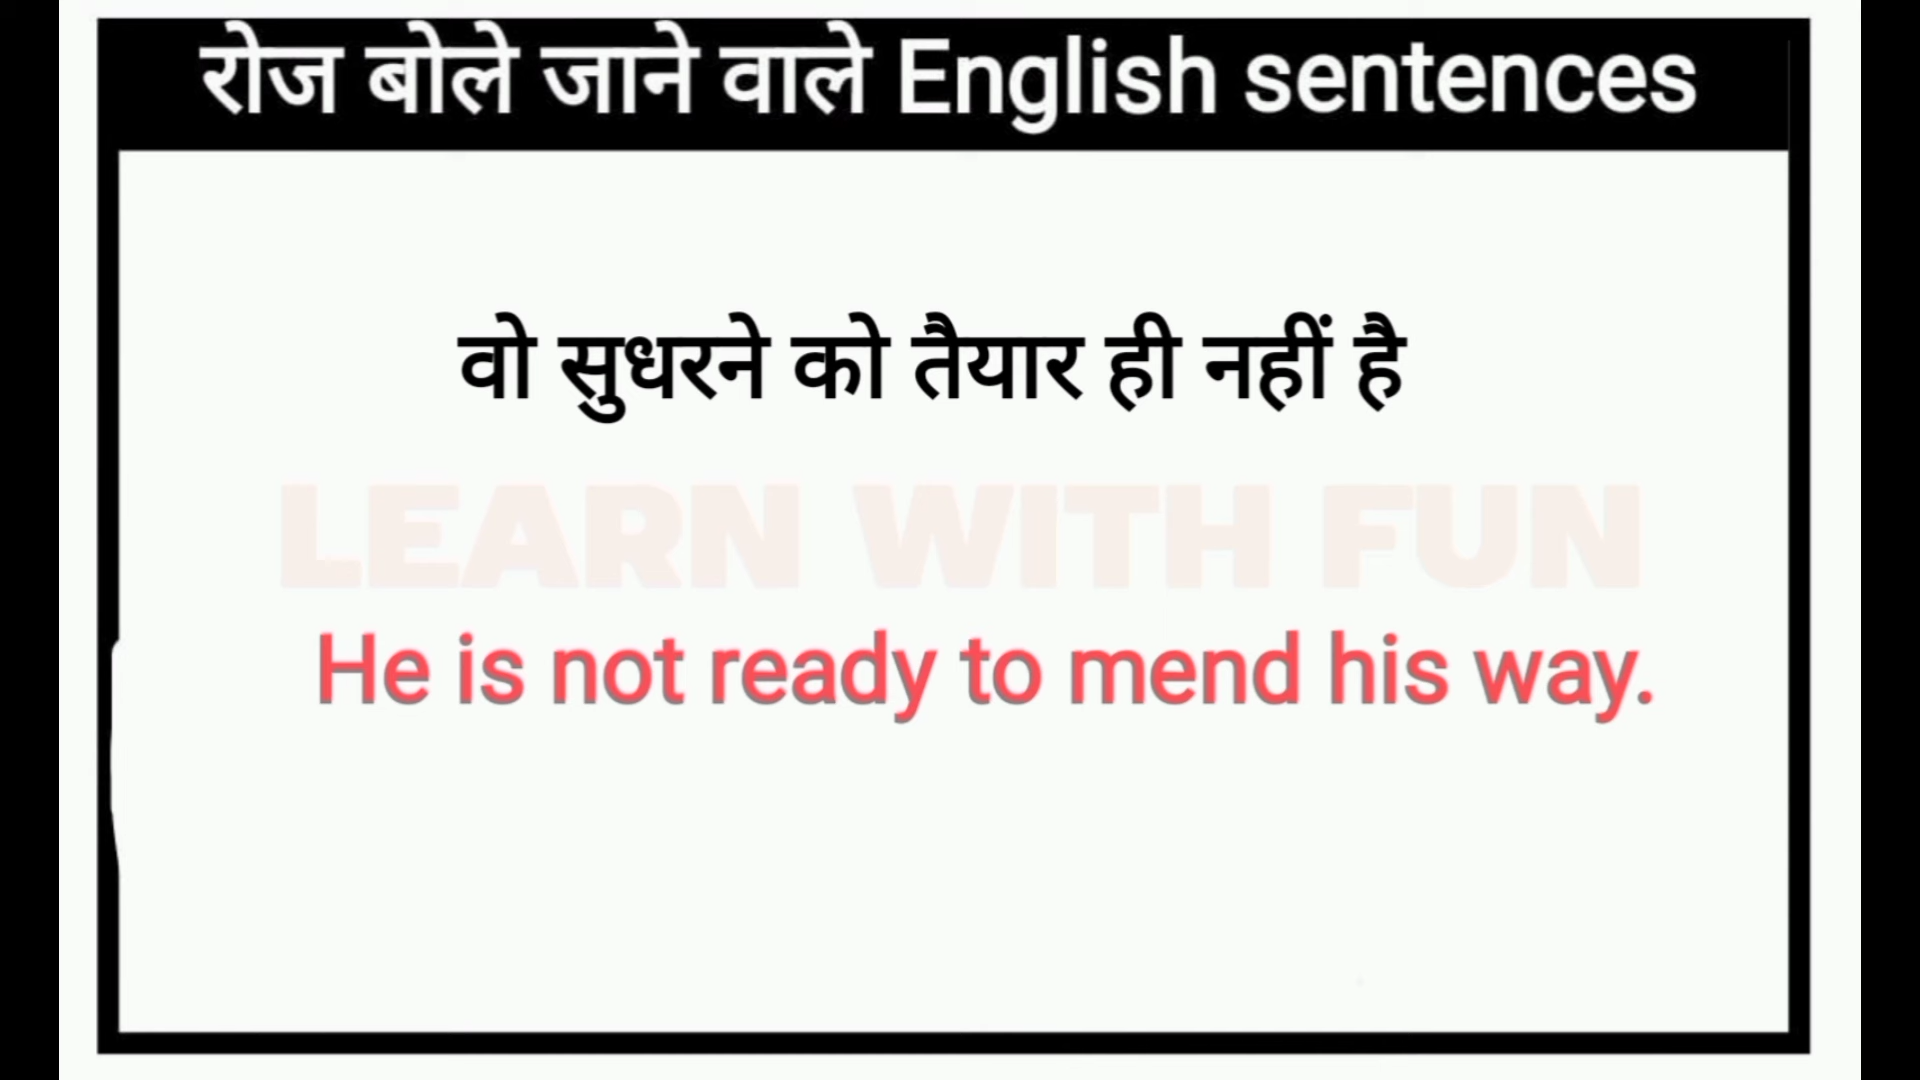 रोज बोले जाने वाले English sentences
वो सुधरने को तैयार ही नहीं है
LEARN WITH FUN
He is not ready to mend his way.